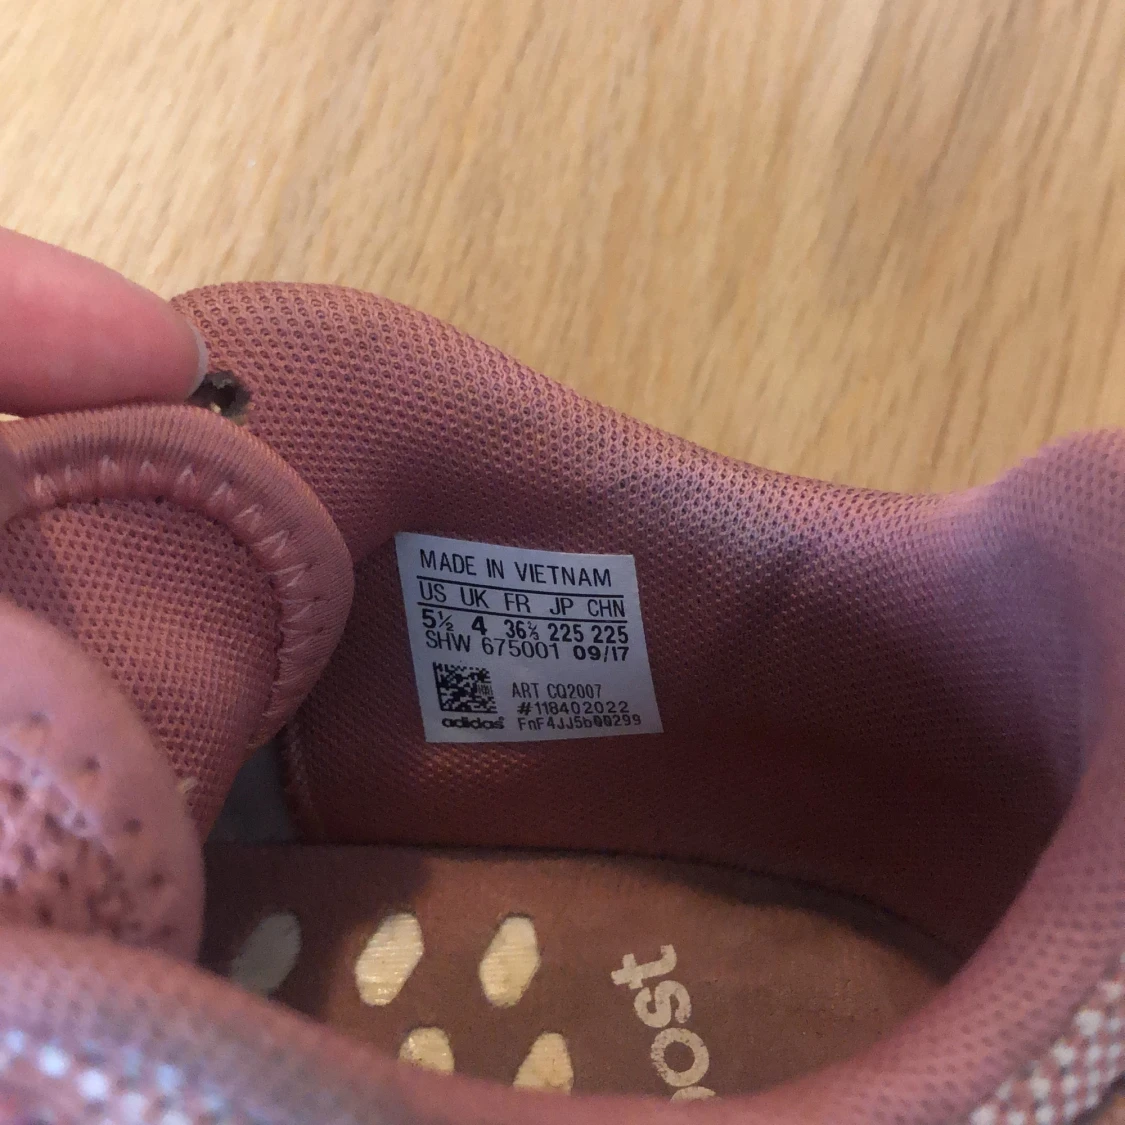 MADE IN VIETNAM
US UK FR JP CHN
5½ 4 36⅔ 225 225
SHW 675001 09/17
ART CQ2007
#118402022
adidas FnF4JJ5b00299
ost